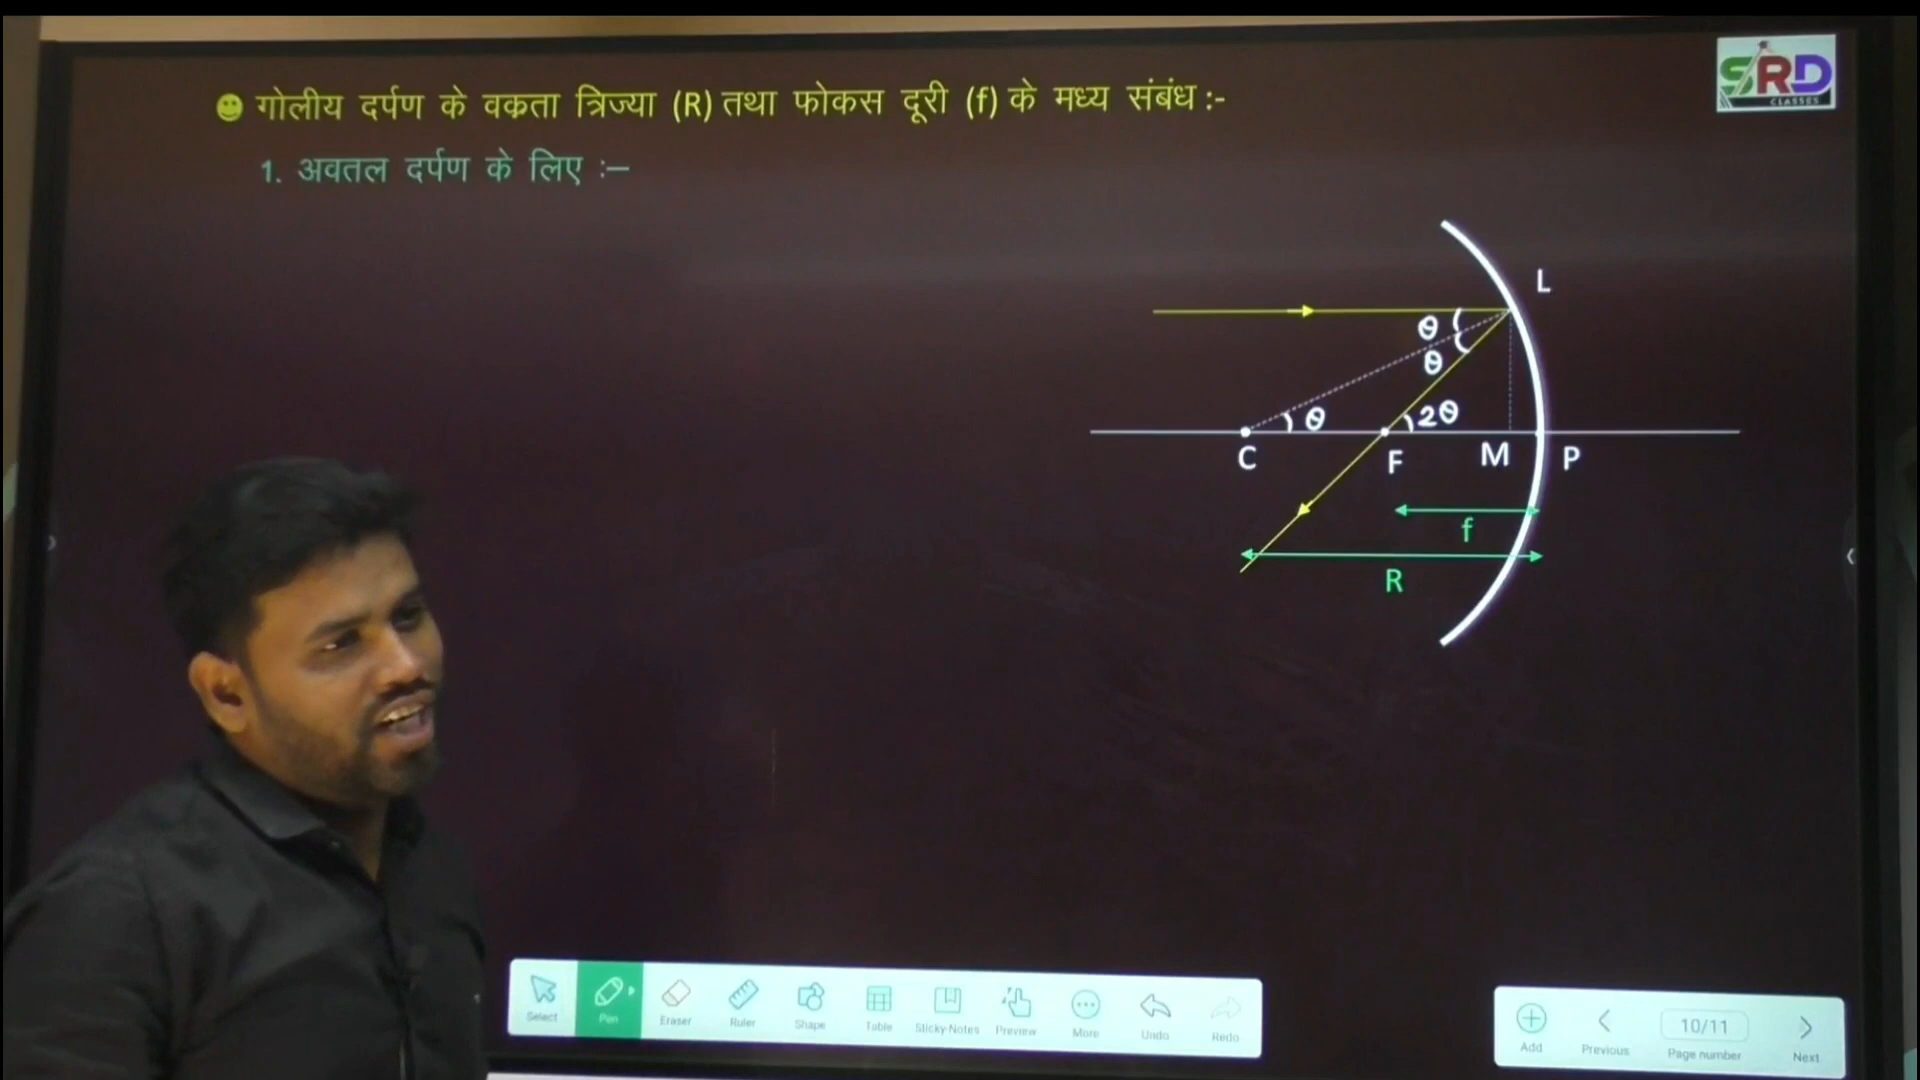 गोलीय दर्पण के वक्रता त्रिज्या (R) तथा फोकस दूरी (f) के मध्य संबंध :-
SRD
CLASSES
1. अवतल दर्पण के लिए :–
L
θ
θ
θ
2θ
C
F
M
P
f
R
Select
Pen
Eraser
Ruler
Shape
Table
Sticky-Notes
Preview
More
Undo
Redo
Add
Previous
10/11
Page number
Next